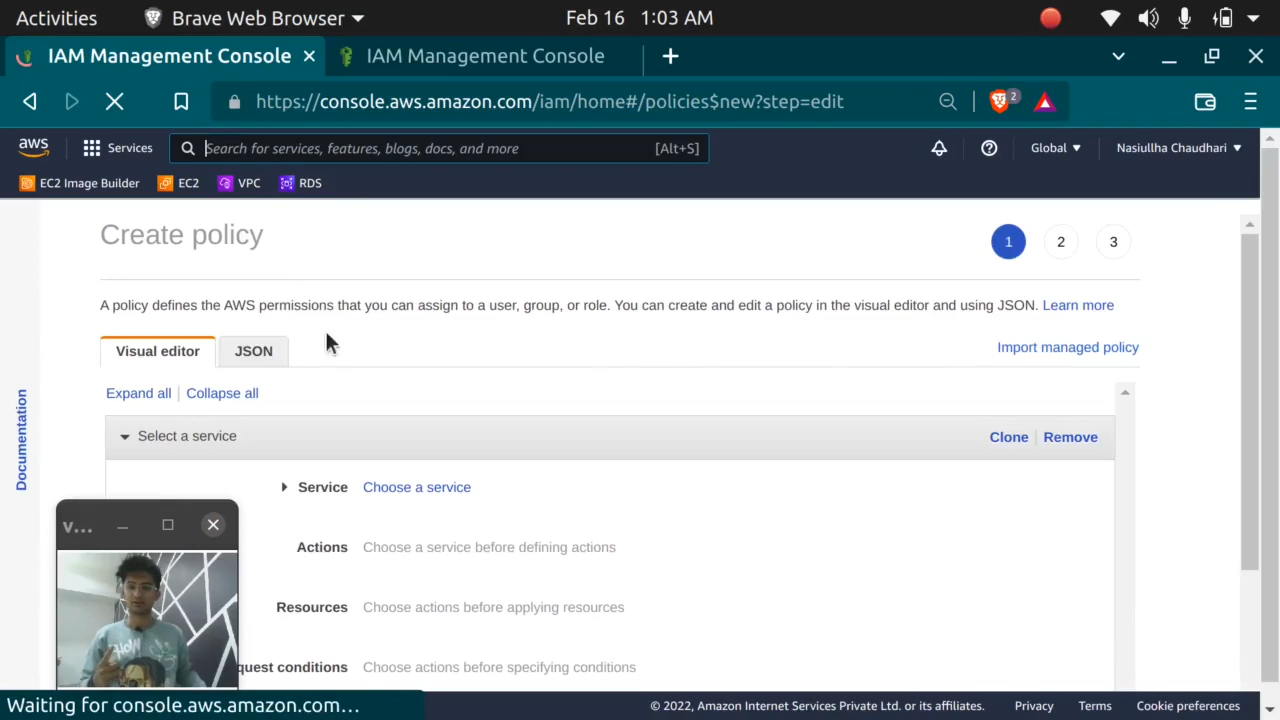 Activities
Brave Web Browser
Feb 16 1:03 AM
IAM Management Console
IAM Management Console
https://console.aws.amazon.com/iam/home#/policies$new?step=edit
2
aws
Services
Search for services, features, blogs, docs, and more
[Alt+S]
Global
Nasiullha Chaudhari
EC2 Image Builder
EC2
VPC
RDS
Create policy
1
2
3
A policy defines the AWS permissions that you can assign to a user, group, or role. You can create and edit a policy in the visual editor and using JSON. Learn more
Visual editor
JSON
Import managed policy
Expand all
Collapse all
Select a service
Clone
Remove
Documentation
Service Choose a service
v...
Actions Choose a service before defining actions
Resources Choose actions before applying resources
quest conditions Choose actions before specifying conditions
Waiting for console.aws.amazon.com...
© 2022, Amazon Internet Services Private Ltd. or its affiliates.
Privacy
Terms
Cookie preferences